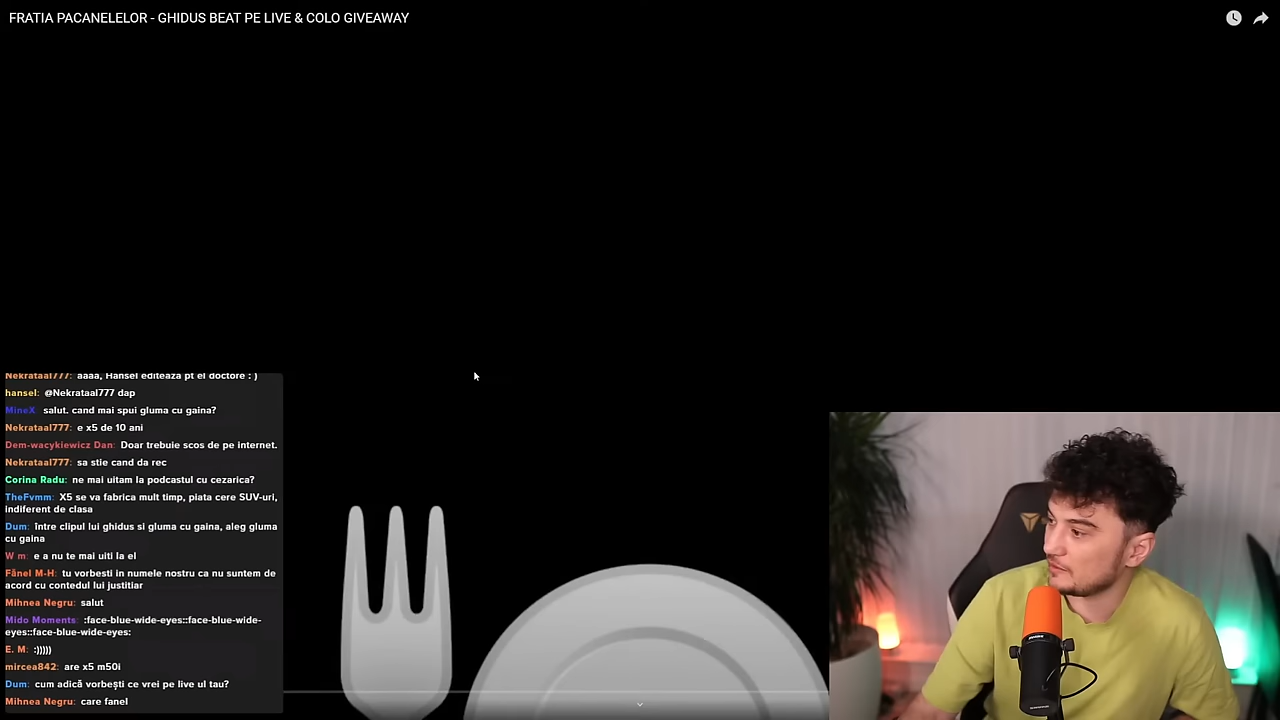 FRATIA PACANELELOR - GHIDUS BEAT PE LIVE & COLO GIVEAWAY
Nekrataal777: aaaa, Hansel editeaza pt el doctore : )
hansel: @Nekrataal777 dap
MineX salut. cand mai spui gluma cu gaina?
Nekrataal777: e x5 de 10 ani
Dem-wacykiewicz Dan: Doar trebuie scos de pe internet.
Nekrataal777: sa stie cand da rec
Corina Radu: ne mai uitam la podcastul cu cezarica?
TheFvmm: X5 se va fabrica mult timp, piata cere SUV-uri,
indiferent de clasa
Dum: între clipul lui ghidus si gluma cu gaina, aleg gluma
cu gaina
W m: e a nu te mai uiti la el
Fănel M-H: tu vorbesti in numele nostru ca nu suntem de
acord cu contedul lui justitiar
Mihnea Negru: salut
Mido Moments: :face-blue-wide-eyes::face-blue-wide-
eyes::face-blue-wide-eyes:
E. M: :)))))
mircea842: are x5 m50i
Dum: cum adică vorbești ce vrei pe live ul tau?
Mihnea Negru: care fanel